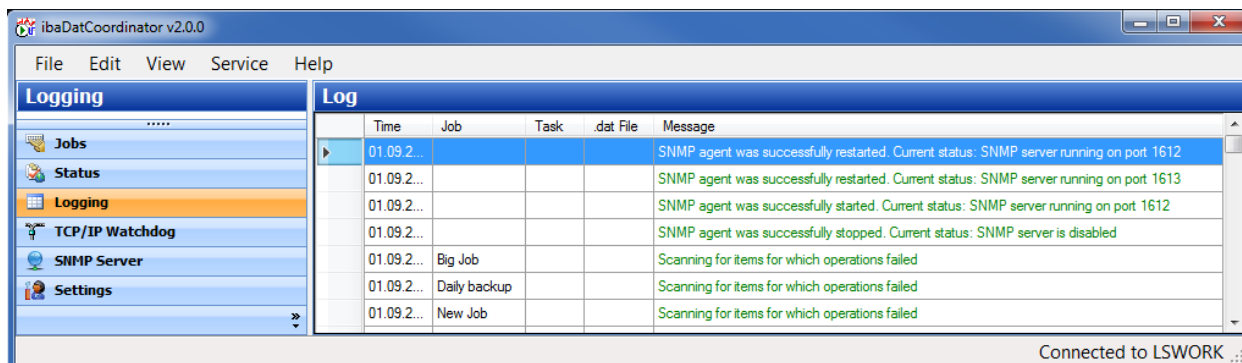 ibaDatCoordinator v2.0.0
File Edit View Service Help
Logging
Jobs
Status
Logging
TCP/IP Watchdog
SNMP Server
Settings
Log
Time Job Task .dat File Message
01.09.2... SNMP agent was successfully restarted. Current status: SNMP server running on port 1612
01.09.2... SNMP agent was successfully restarted. Current status: SNMP server running on port 1613
01.09.2... SNMP agent was successfully started. Current status: SNMP server running on port 1612
01.09.2... SNMP agent was successfully stopped. Current status: SNMP server is disabled
01.09.2... Big Job Scanning for items for which operations failed
01.09.2... Daily backup Scanning for items for which operations failed
01.09.2... New Job Scanning for items for which operations failed
Connected to LSWORK